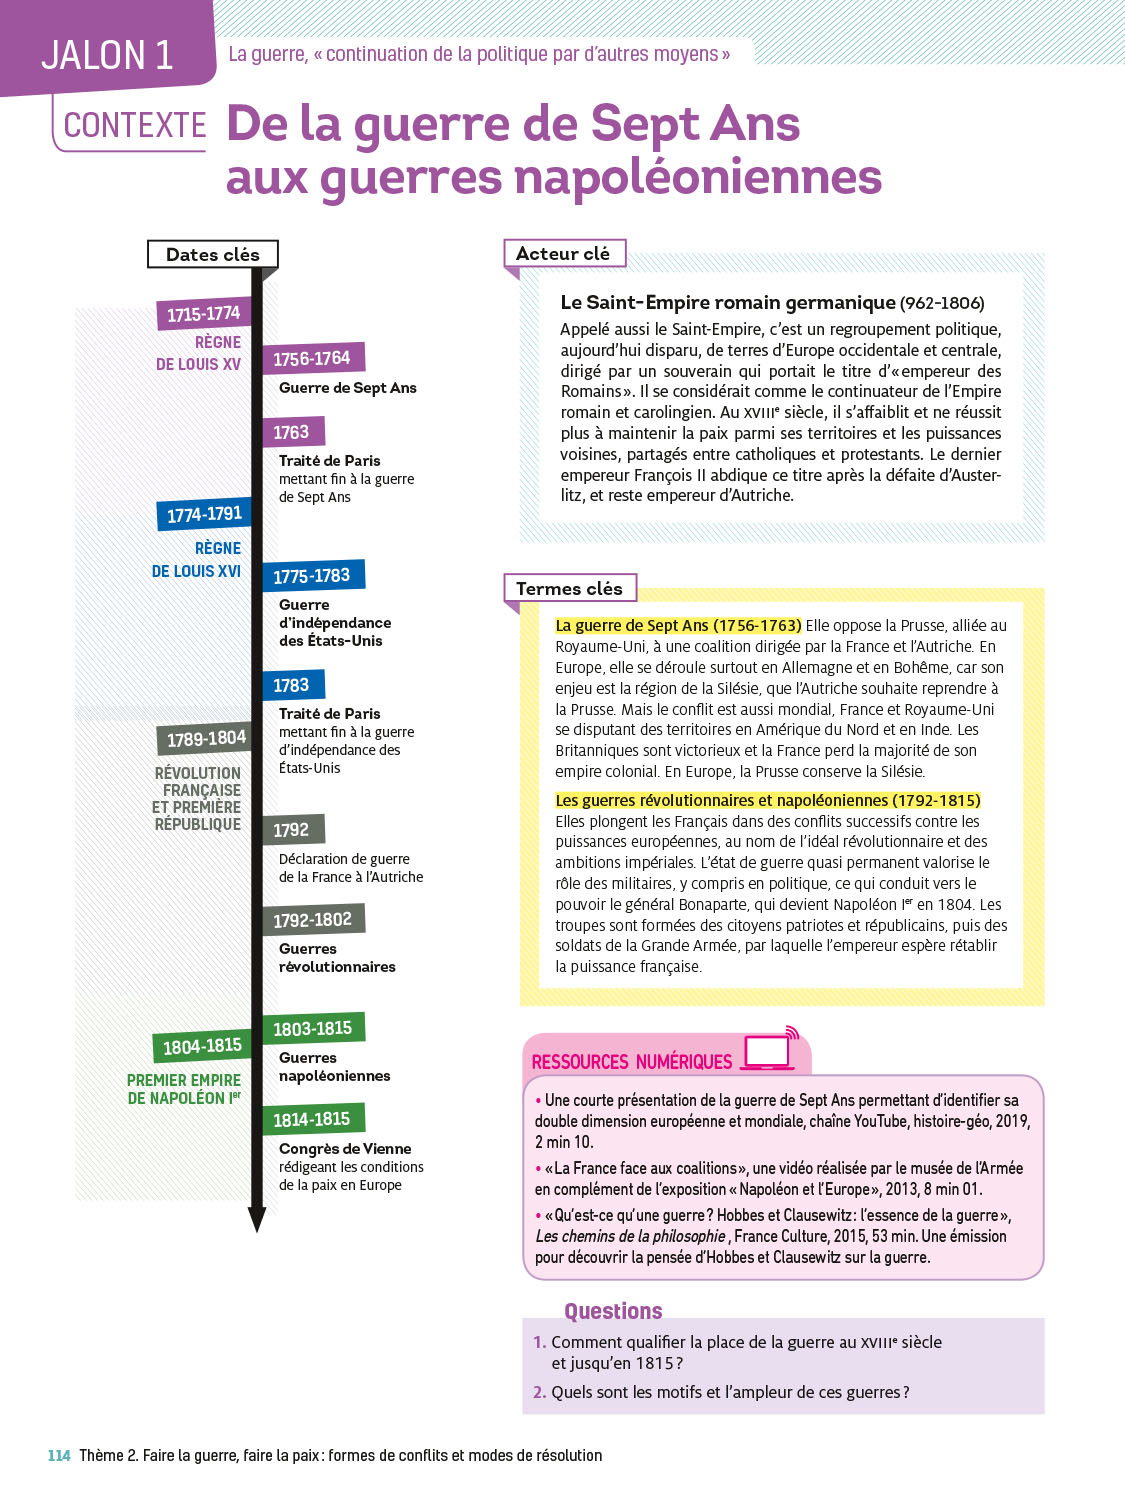 JALON 1
La guerre, « continuation de la politique par d’autres moyens »
CONTEXTE
De la guerre de Sept Ans
aux guerres napoléoniennes
Dates clés
1715-1774
RÈGNE
DE LOUIS XV
1756-1764
Guerre de Sept Ans
1763
Traité de Paris
mettant fin à la guerre
de Sept Ans
1774-1791
RÈGNE
DE LOUIS XVI
1775-1783
Guerre
d’indépendance
des États-Unis
1783
Traité de Paris
mettant fin à la guerre
d’indépendance des
États-Unis
1789-1804
RÉVOLUTION
FRANÇAISE
ET PREMIÈRE
RÉPUBLIQUE
1792
Déclaration de guerre
de la France à l’Autriche
1792-1802
Guerres
révolutionnaires
1803-1815
Guerres
napoléoniennes
1804-1815
PREMIER EMPIRE
DE NAPOLÉON Ier
1814-1815
Congrès de Vienne
rédigeant les conditions
de la paix en Europe
Acteur clé
Le Saint-Empire romain germanique (962-1806)
Appelé aussi le Saint-Empire, c’est un regroupement politique,
aujourd’hui disparu, de terres d’Europe occidentale et centrale,
dirigé par un souverain qui portait le titre d’« empereur des
Romains ». Il se considérait comme le continuateur de l’Empire
romain et carolingien. Au XVIIIe siècle, il s’affaiblit et ne réussit
plus à maintenir la paix parmi ses territoires et les puissances
voisines, partagés entre catholiques et protestants. Le dernier
empereur François II abdique ce titre après la défaite d’Auster-
litz, et reste empereur d’Autriche.
Termes clés
La guerre de Sept Ans (1756-1763) Elle oppose la Prusse, alliée au
Royaume-Uni, à une coalition dirigée par la France et l’Autriche. En
Europe, elle se déroule surtout en Allemagne et en Bohême, car son
enjeu est la région de la Silésie, que l’Autriche souhaite reprendre à
la Prusse. Mais le conflit est aussi mondial, France et Royaume-Uni
se disputant des territoires en Amérique du Nord et en Inde. Les
Britanniques sont victorieux et la France perd la majorité de son
empire colonial. En Europe, la Prusse conserve la Silésie.
Les guerres révolutionnaires et napoléoniennes (1792-1815)
Elles plongent les Français dans des conflits successifs contre les
puissances européennes, au nom de l’idéal révolutionnaire et des
ambitions impériales. L’état de guerre quasi permanent valorise le
rôle des militaires, y compris en politique, ce qui conduit vers le
pouvoir le général Bonaparte, qui devient Napoléon Ier en 1804. Les
troupes sont formées des citoyens patriotes et républicains, puis des
soldats de la Grande Armée, par laquelle l’empereur espère rétablir
la puissance française.
RESSOURCES NUMÉRIQUES
• Une courte présentation de la guerre de Sept Ans permettant d’identifier sa
double dimension européenne et mondiale, chaîne YouTube, histoire-géo, 2019,
2 min 10.
• « La France face aux coalitions », une vidéo réalisée par le musée de l’Armée
en complément de l’exposition « Napoléon et l’Europe », 2013, 8 min 01.
• « Qu’est-ce qu’une guerre ? Hobbes et Clausewitz : l’essence de la guerre »,
Les chemins de la philosophie , France Culture, 2015, 53 min. Une émission
pour découvrir la pensée d’Hobbes et Clausewitz sur la guerre.
Questions
1. Comment qualifier la place de la guerre au XVIIIe siècle
et jusqu’en 1815 ?
2. Quels sont les motifs et l’ampleur de ces guerres ?
114 Thème 2. Faire la guerre, faire la paix : formes de conflits et modes de résolution